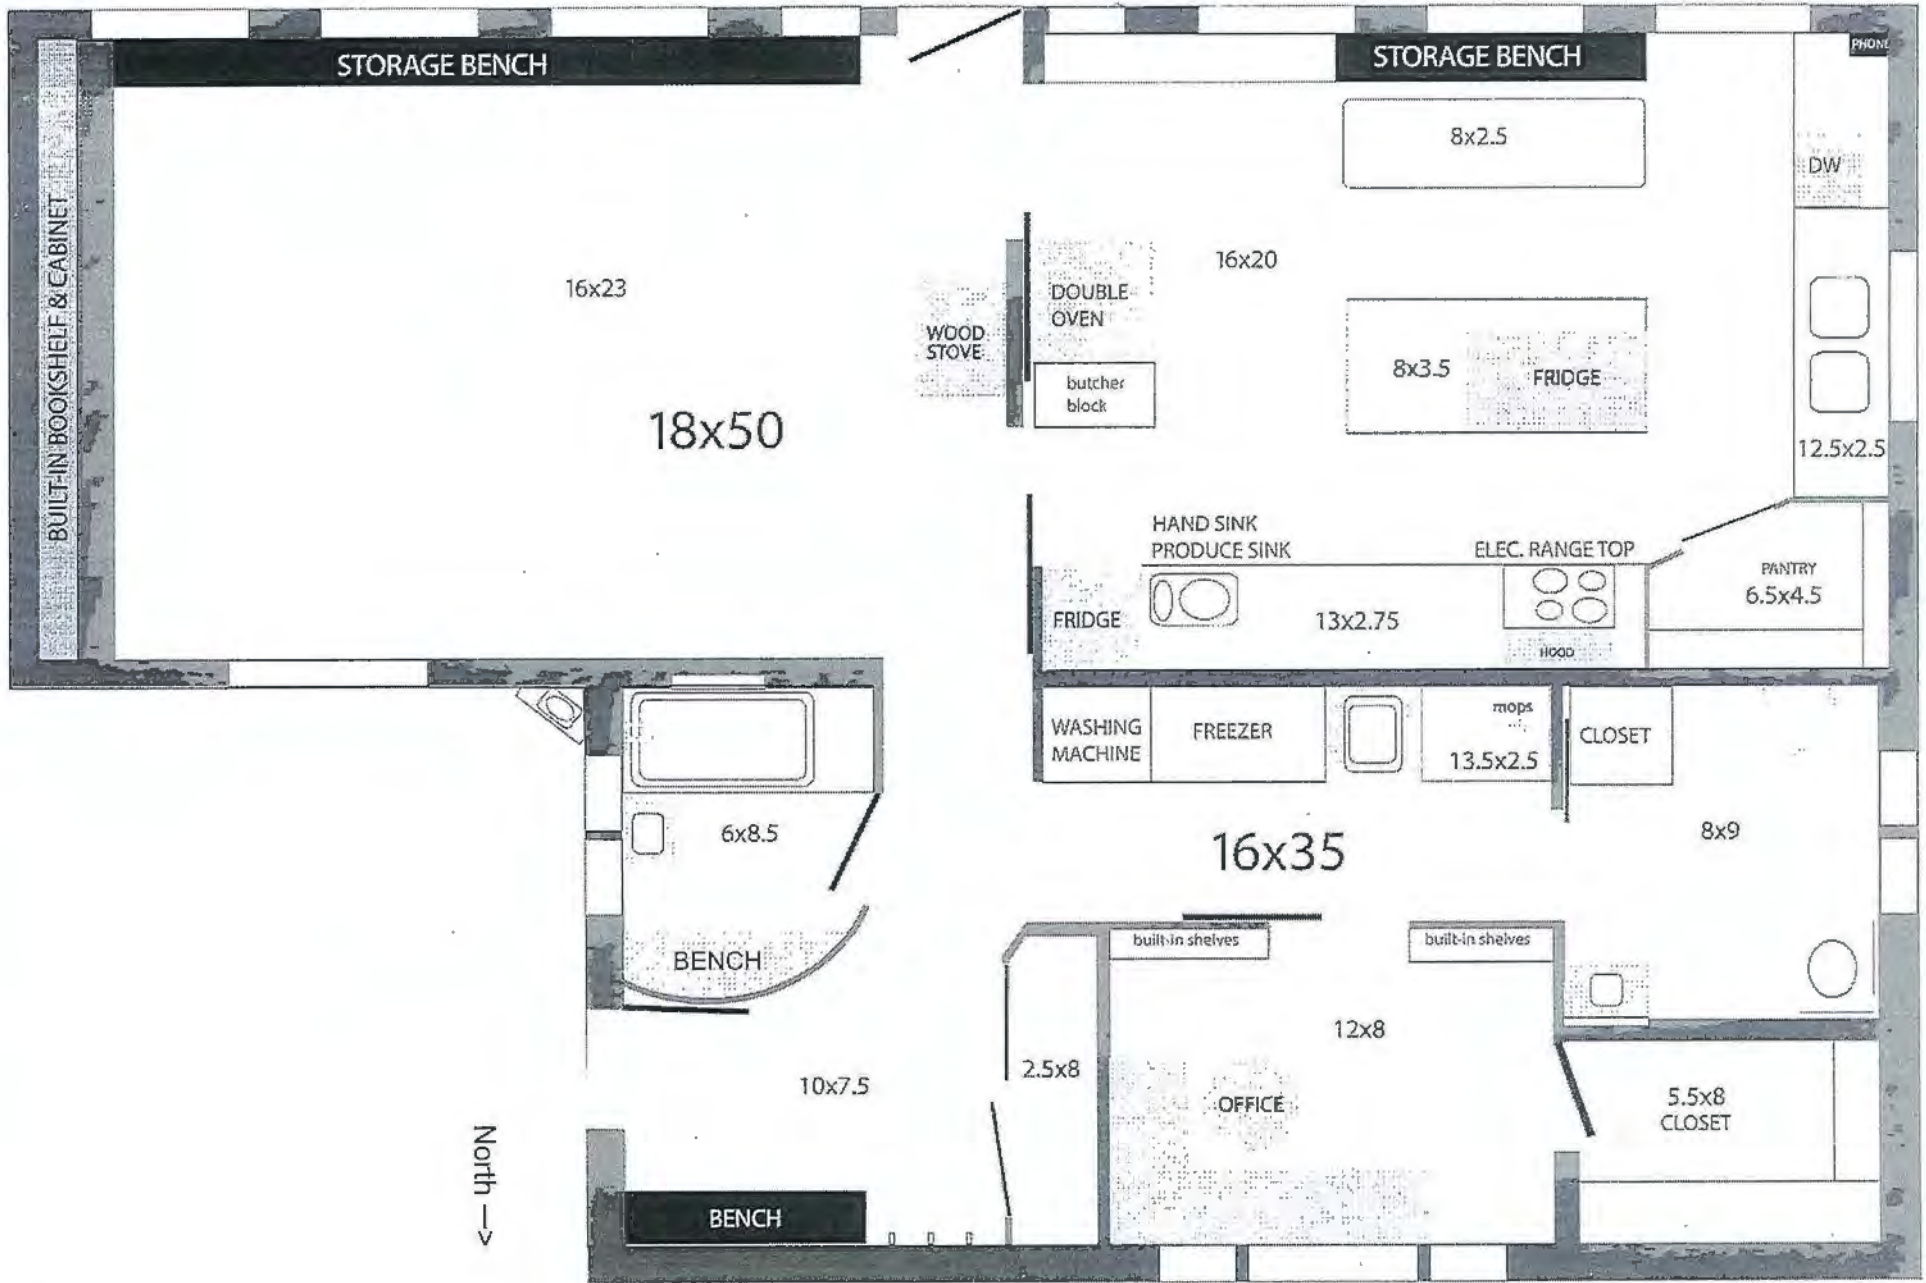 STORAGE BENCH
STORAGE BENCH
PHONE
8x2.5
DW
BUILT-IN BOOKSHELF & CABINET
16x23
16x20
DOUBLE
OVEN
WOOD
STOVE
butcher
block
8x3.5
FRIDGE
18x50
12.5x2.5
HAND SINK
PRODUCE SINK
ELEC. RANGE TOP
PANTRY
6.5x4.5
FRIDGE
13x2.75
HOOD
WASHING
MACHINE
FREEZER
mops
13.5x2.5
CLOSET
6x8.5
16x35
8x9
BENCH
built-in shelves
built-in shelves
12x8
2.5x8
10x7.5
OFFICE
5.5x8
CLOSET
North -->
BENCH